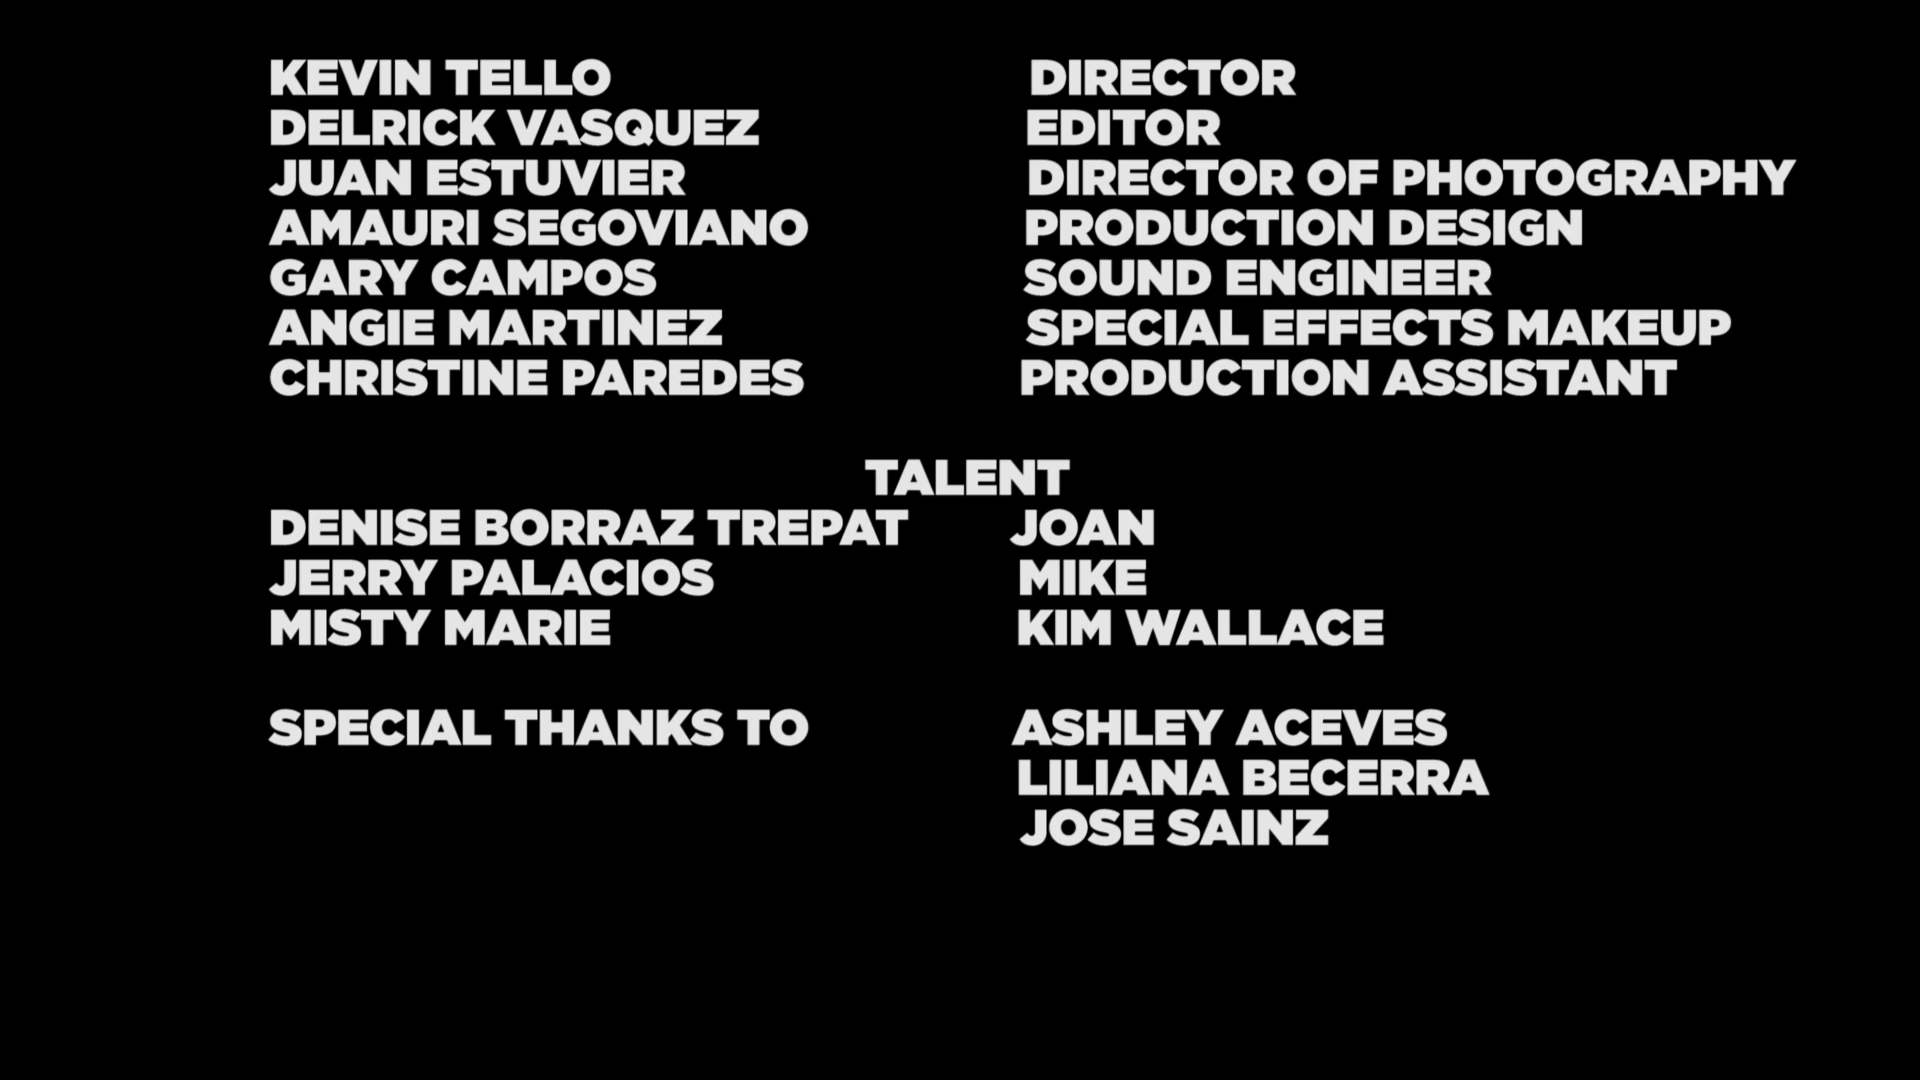 KEVIN TELLO DIRECTOR
DELRICK VASQUEZ EDITOR
JUAN ESTUVIER DIRECTOR OF PHOTOGRAPHY
AMAURI SEGOVIANO PRODUCTION DESIGN
GARY CAMPOS SOUND ENGINEER
ANGIE MARTINEZ SPECIAL EFFECTS MAKEUP
CHRISTINE PAREDES PRODUCTION ASSISTANT
TALENT
DENISE BORRAZ TREPAT JOAN
JERRY PALACIOS MIKE
MISTY MARIE KIM WALLACE
SPECIAL THANKS TO ASHLEY ACEVES
LILIANA BECERRA
JOSE SAINZ